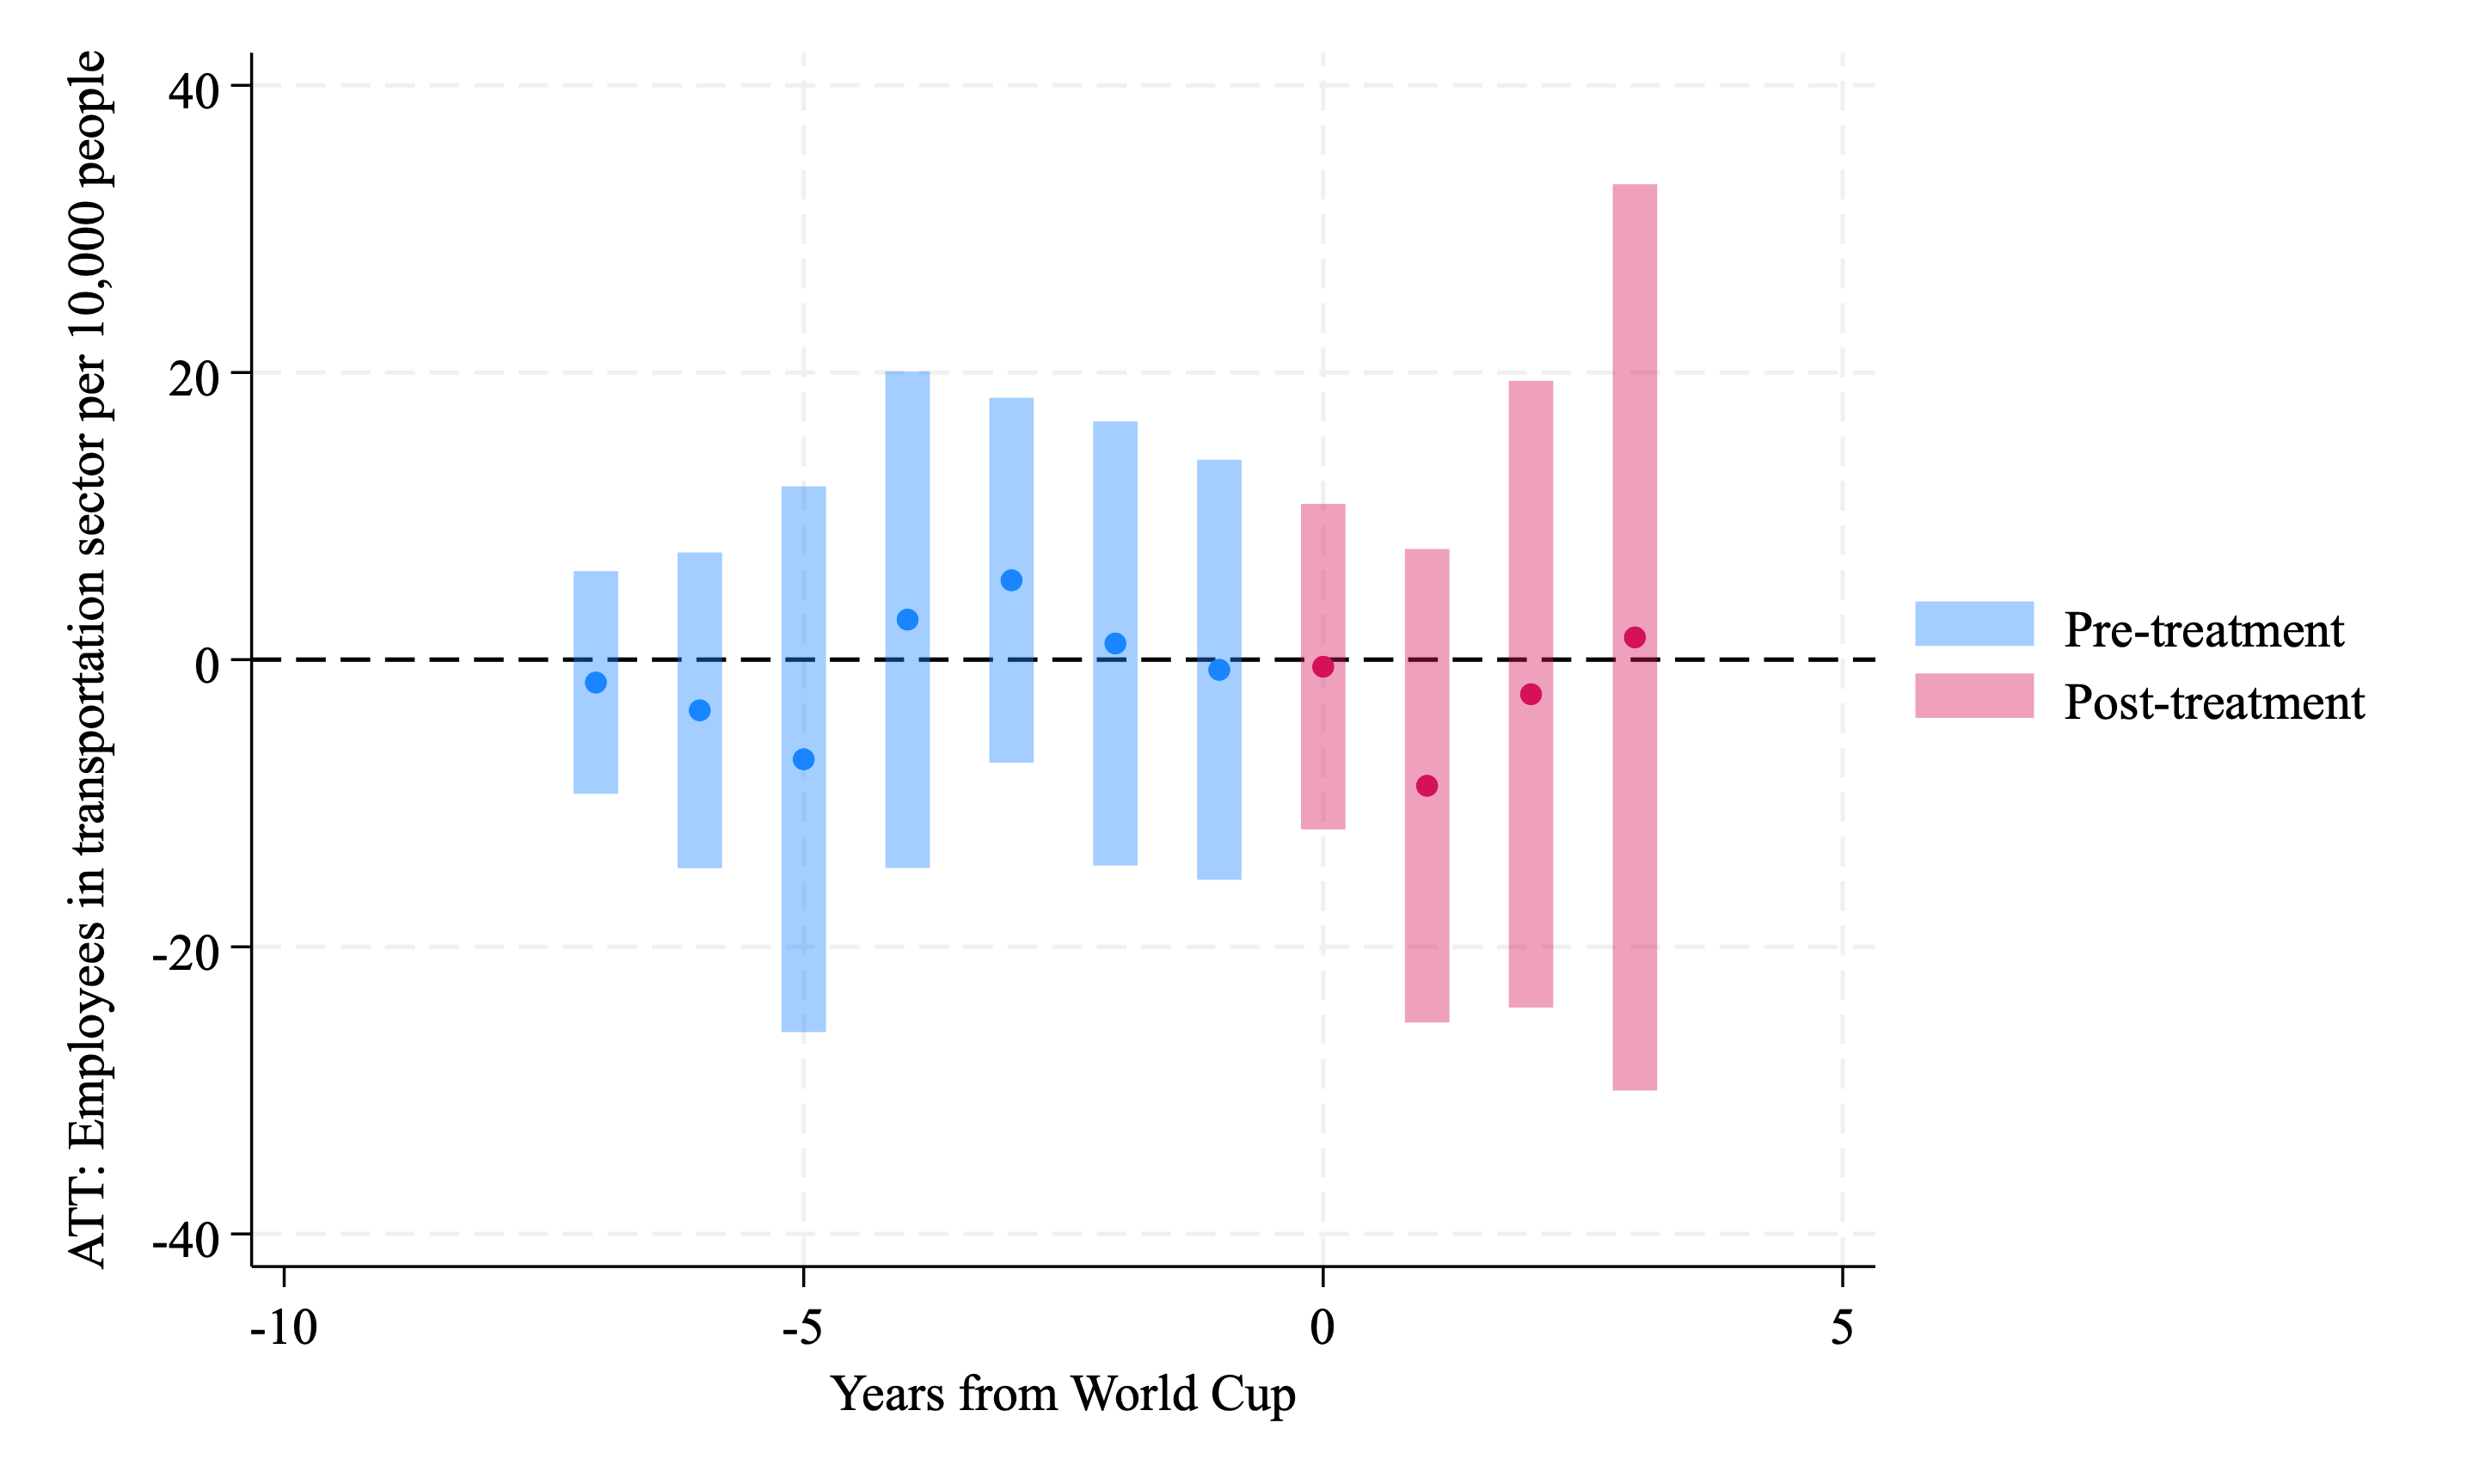 ATT: Employees in transportation sector per 10,000 people
40
20
0
-20
-40
-10
-5
0
5
Years from World Cup
Pre-treatment
Post-treatment